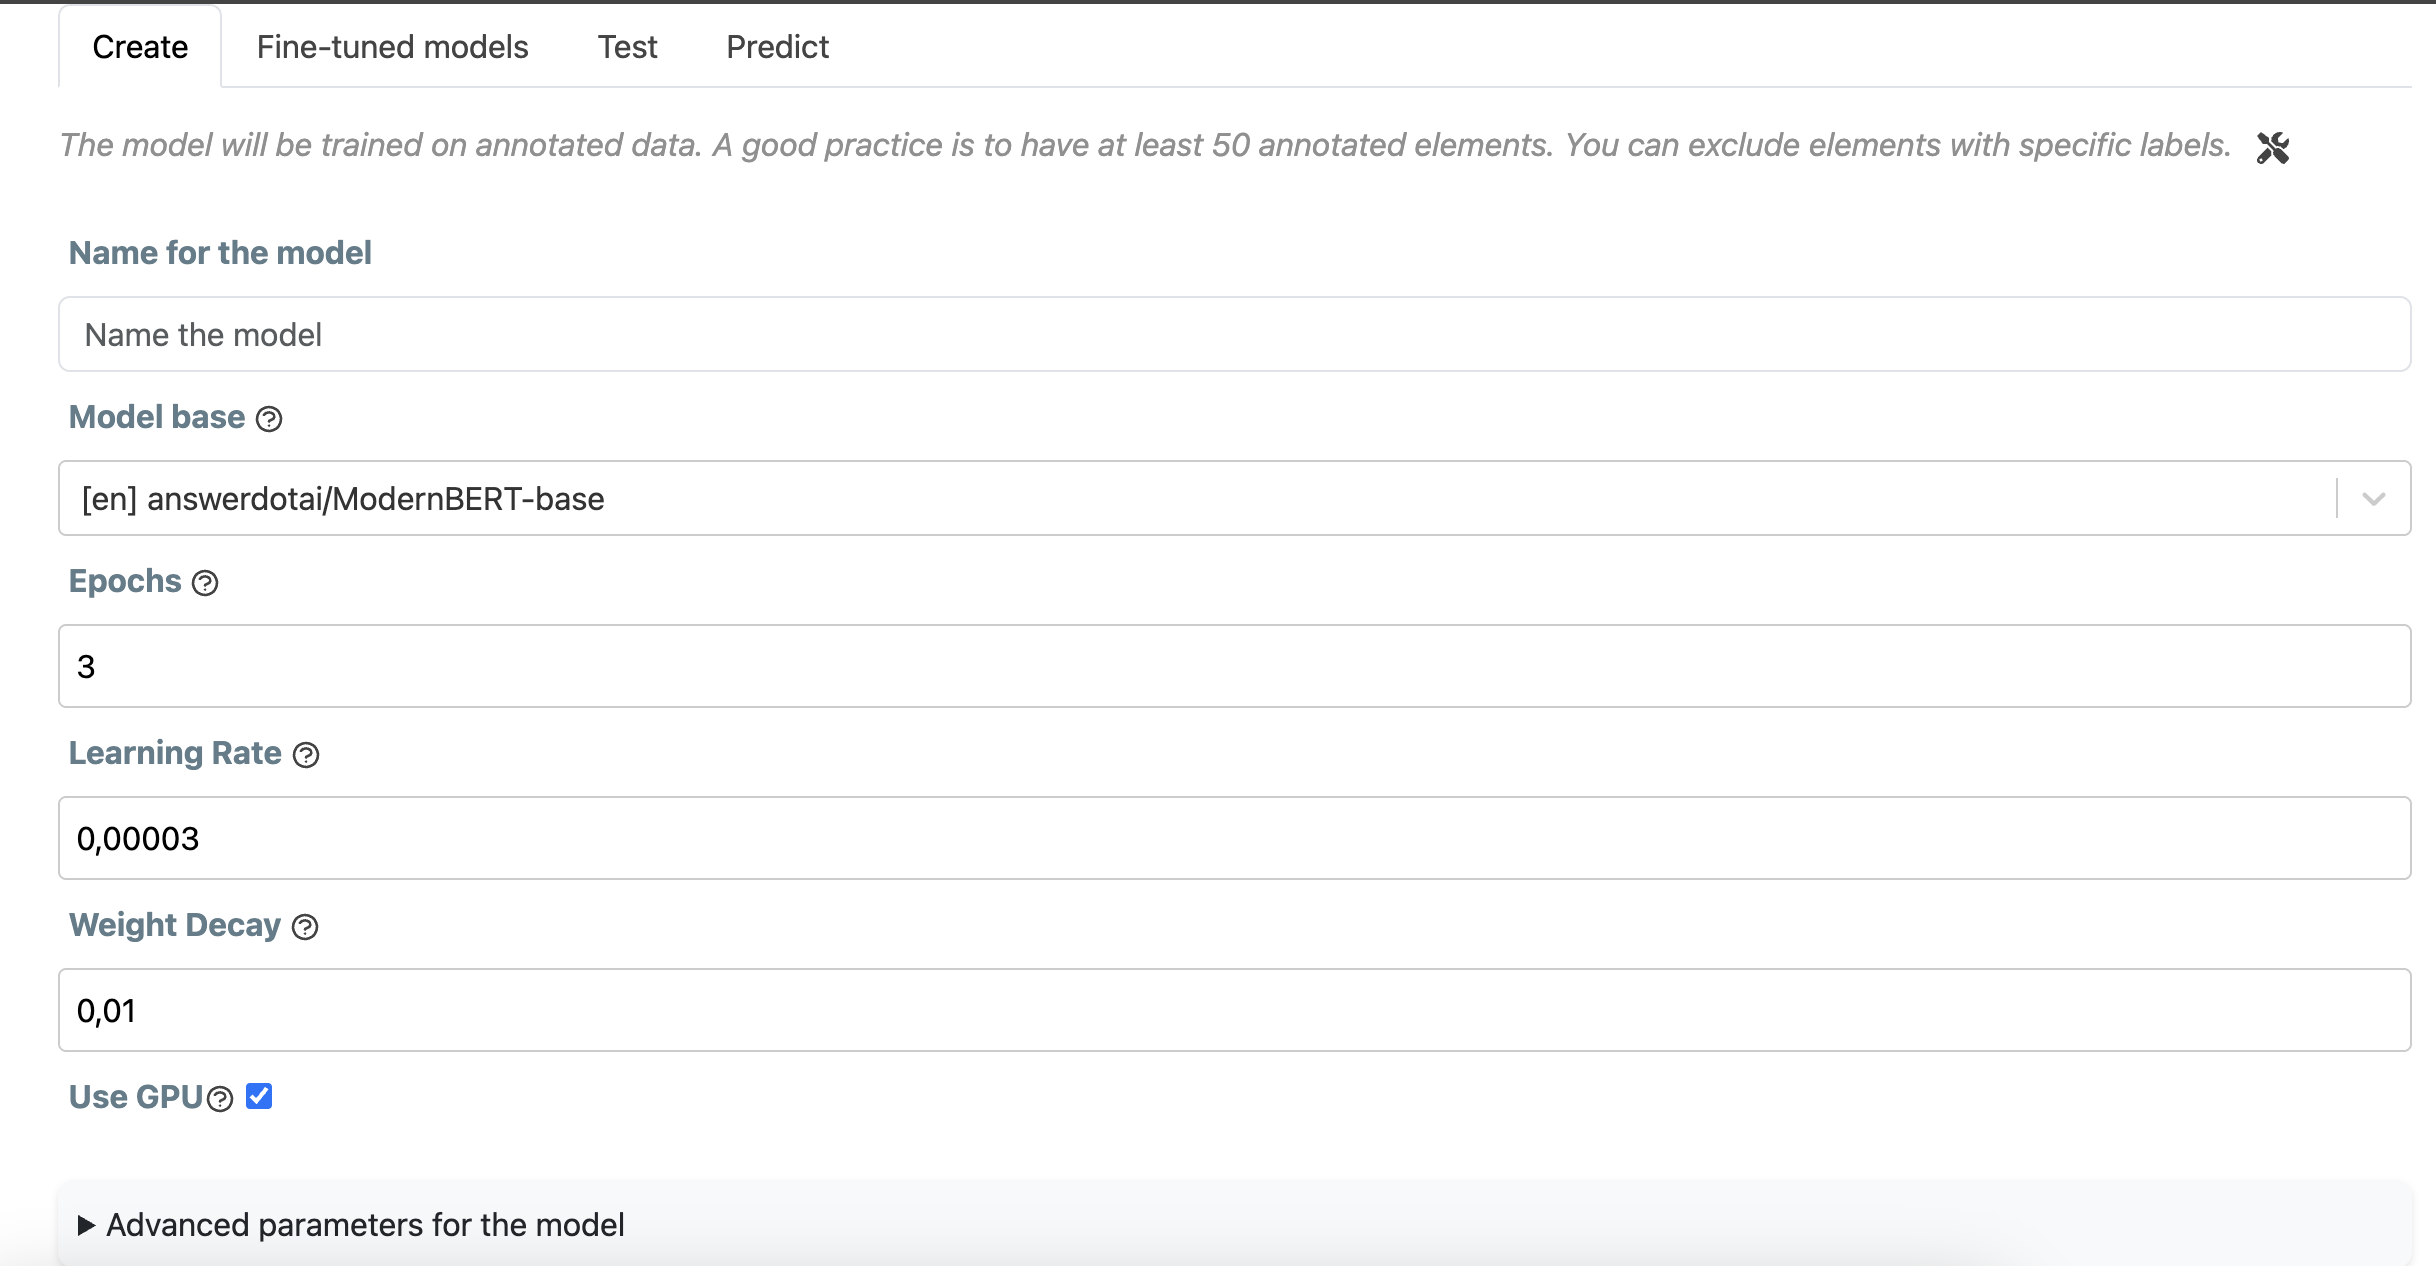 Create Fine-tuned models Test Predict
The model will be trained on annotated data. A good practice is to have at least 50 annotated elements. You can exclude elements with specific labels.
Name for the model
Name the model
Model base
[en] answerdotai/ModernBERT-base
Epochs
3
Learning Rate
0,00003
Weight Decay
0,01
Use GPU
Advanced parameters for the model